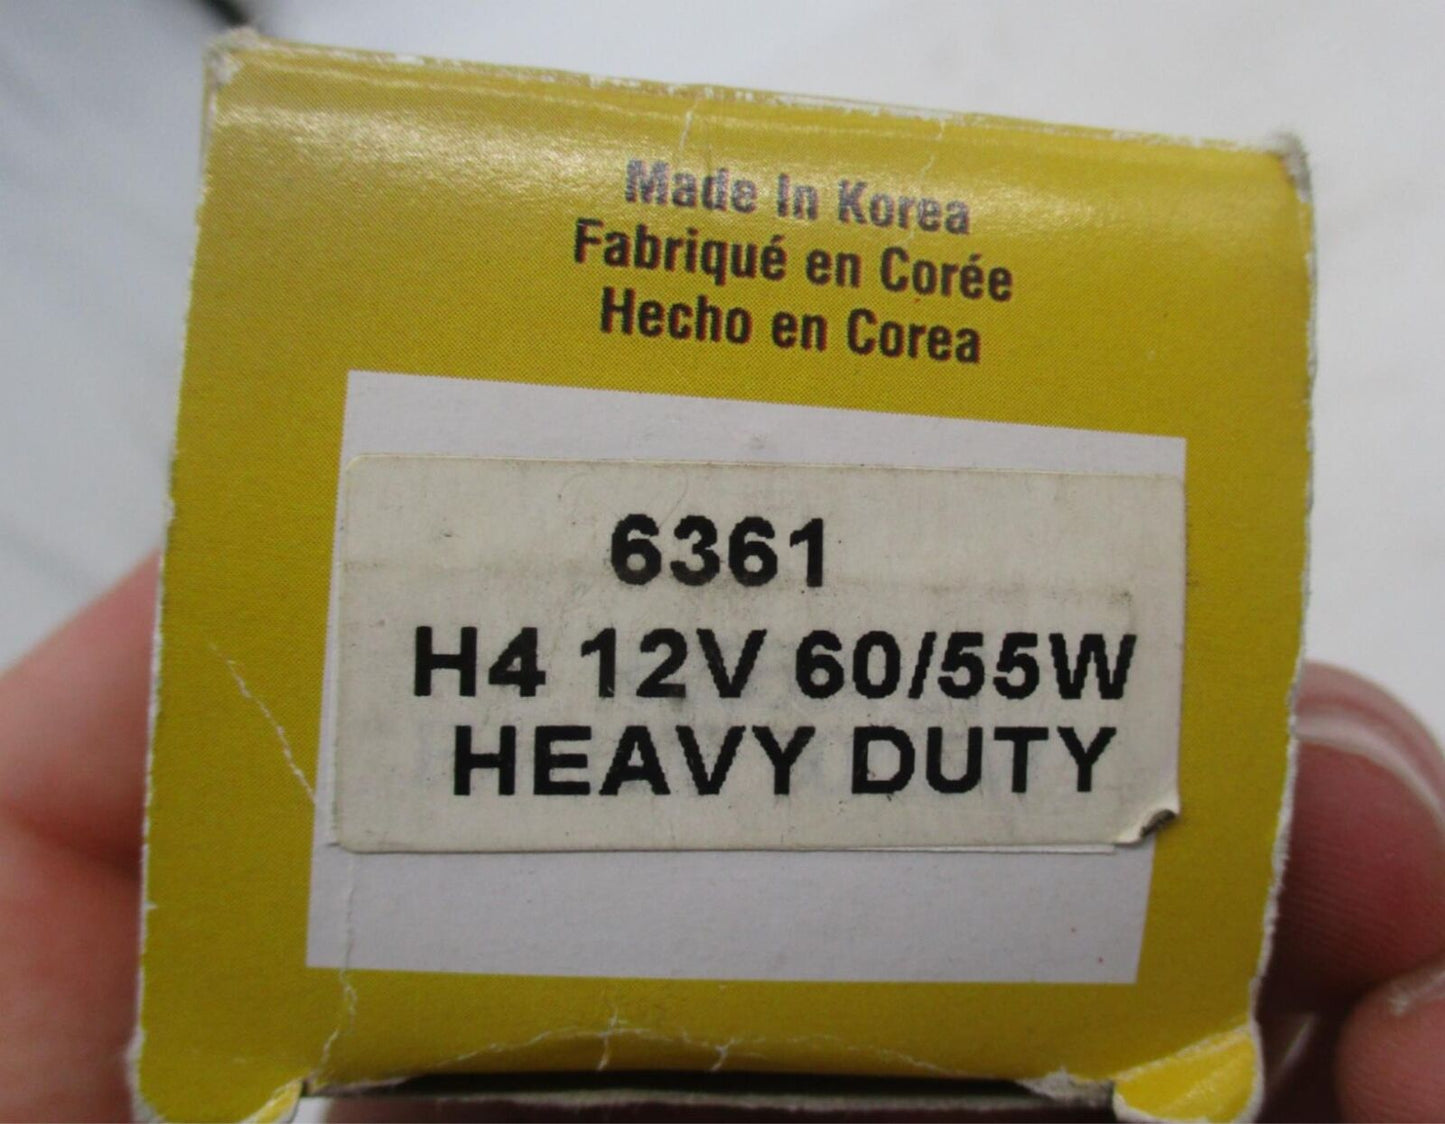 Made In Korea
Fabriqué en Corée
Hecho en Corea
6361
H4 12V 60/55W
HEAVY DUTY